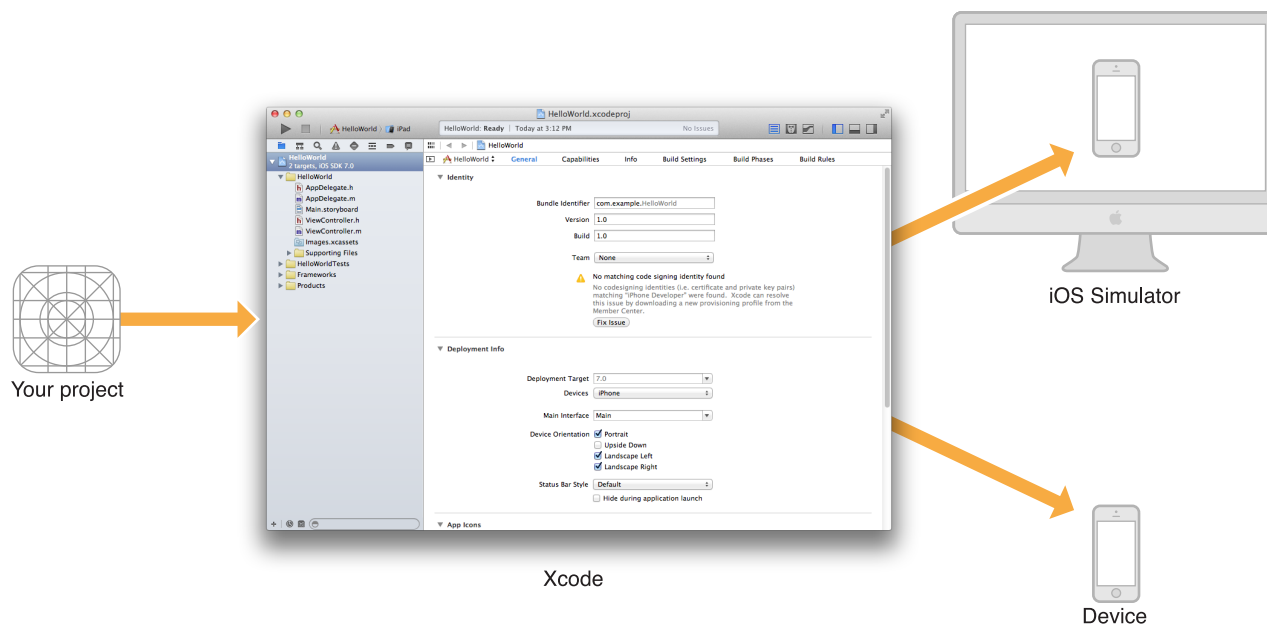 HelloWorld.xcodeproj
HelloWorld
iPad
HelloWorld: Ready | Today at 3:12 PM
No Issues
HelloWorld
HelloWorld
2 targets, iOS SDK 7.0
HelloWorld
h AppDelegate.h
m AppDelegate.m
Main.storyboard
h ViewController.h
m ViewController.m
Images.xcassets
Supporting Files
HelloWorldTests
Frameworks
Products
HelloWorld General Capabilities Info Build Settings Build Phases Build Rules
Identity
Bundle Identifier com.example.HelloWorld
Version 1.0
Build 1.0
Team None
No matching code signing identity found
No codesigning identities (i.e. certificate and private key pairs)
matching "iPhone Developer" were found. Xcode can resolve
this issue by downloading a new provisioning profile from the
Member Center.
Fix Issue
Deployment Info
Deployment Target 7.0
Devices iPhone
Main Interface Main
Device Orientation Portrait
Upside Down
Landscape Left
Landscape Right
Status Bar Style Default
Hide during application launch
App Icons
Your project
Xcode
iOS Simulator
Device